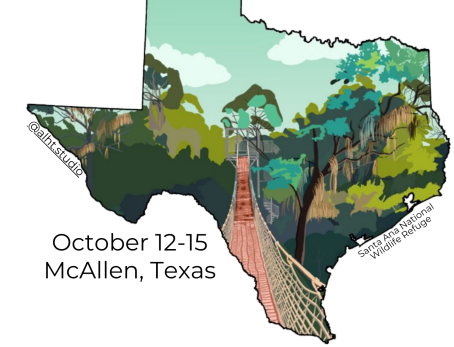 @alnt.studio
October 12-15
McAllen, Texas
Santa Ana National
Wildlife Refuge